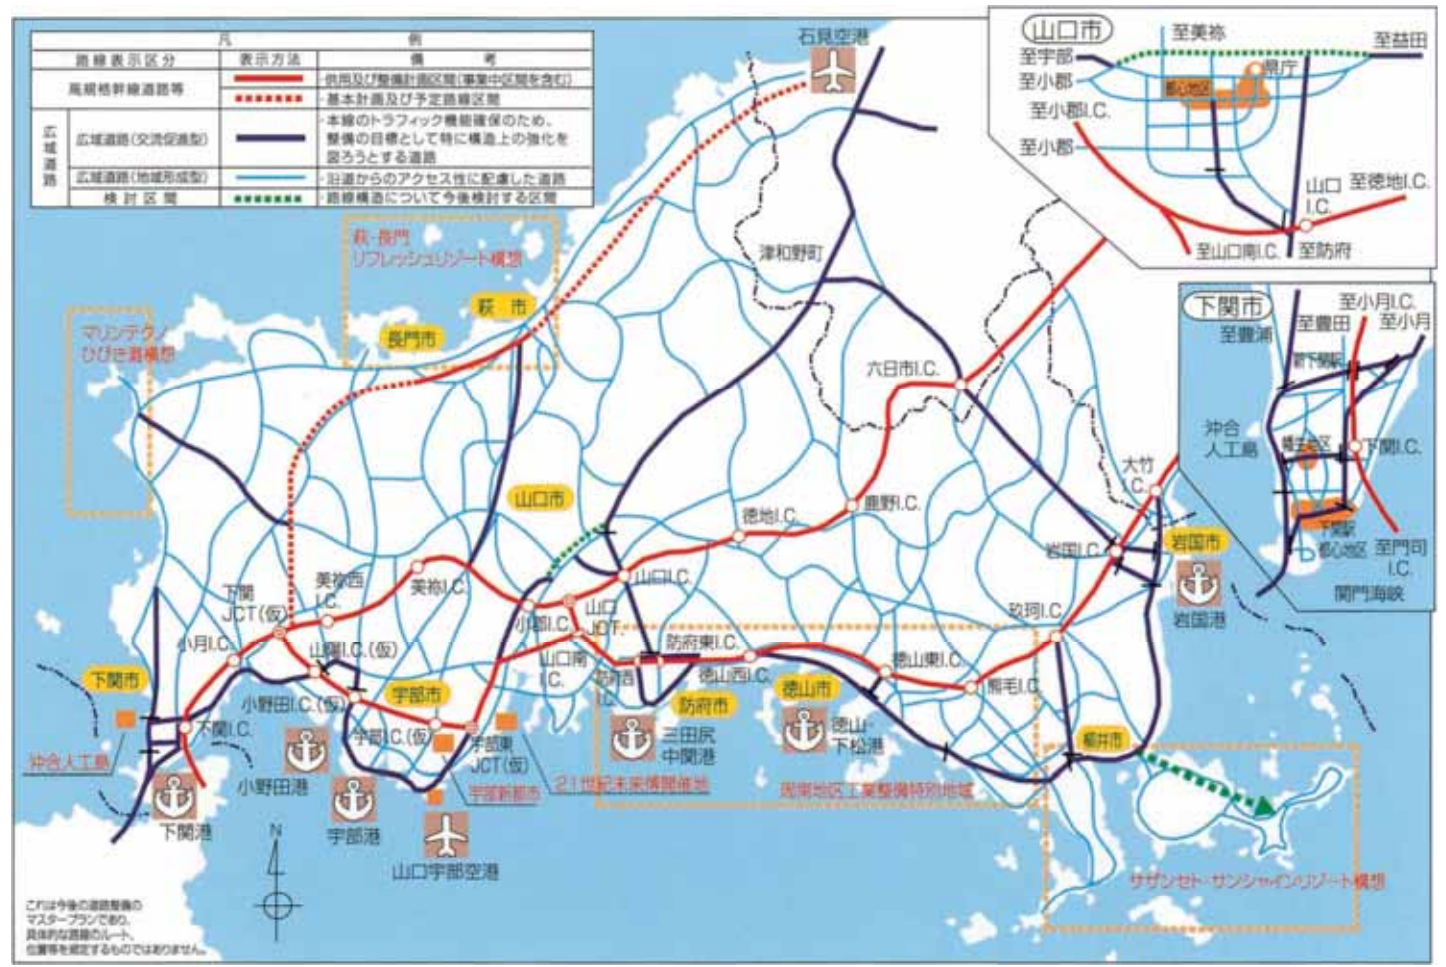 凡例
路線表示区分 表示方法 備考
高規格幹線道路等
・供用及び整備計画区間(事業中区間を含む)
・基本計画及び予定路線区間
広域道路
広域道路(交流促進型)
・本線のトラフィック機能確保のため、
整備の目標として特に構造上の強化を
図ろうとする道路
広域道路(地域形成型)
・沿道からのアクセス性に配慮した道路
検討区間
・路線構造について今後検討する区間
石見空港
山口市
至美祢
至益田
至宇部
至小郡
県庁
都心地区
至小郡I.C.
至小郡
山口I.C.
至徳地I.C.
至山口南I.C.
至防府
下関市
至小月I.C.
至豊田
至小月
至豊浦
新下関駅
沖合
人工島
下関I.C.
下関駅
都心地区
至門司
I.C.
関門海峡
萩・長門
リフレッシュリゾート構想
津和野町
萩市
長門市
マリンテクノ
ひびき灘構想
六日市I.C.
大竹
I.C.
山口市
徳地I.C.
鹿野I.C.
岩国I.C.
岩国市
岩国港
下関
JCT(仮)
美祢西
I.C.
美祢I.C.
山口I.C.
山口
JCT.
小郡I.C.
玖珂I.C.
小月I.C.
山陽I.C.(仮)
山口南
I.C.
防府東I.C.
防府西
I.C.
徳山西I.C.
徳山東I.C.
熊毛I.C.
下関市
小野田I.C.(仮)
宇部市
宇部I.C.(仮)
宇部東
JCT(仮)
防府市
徳山市
柳井市
下関I.C.
沖合人工島
小野田港
三田尻
中関港
徳山・
下松港
宇部新都市
21世紀未来博開催地
周南地区工業整備特別地域
下関港
宇部港
山口宇部空港
サザンセト・サンシャインリゾート構想
N
これは今後の道路整備の
マスタープランであり、
具体的な路線のルート、
位置等を規定するものではありません。